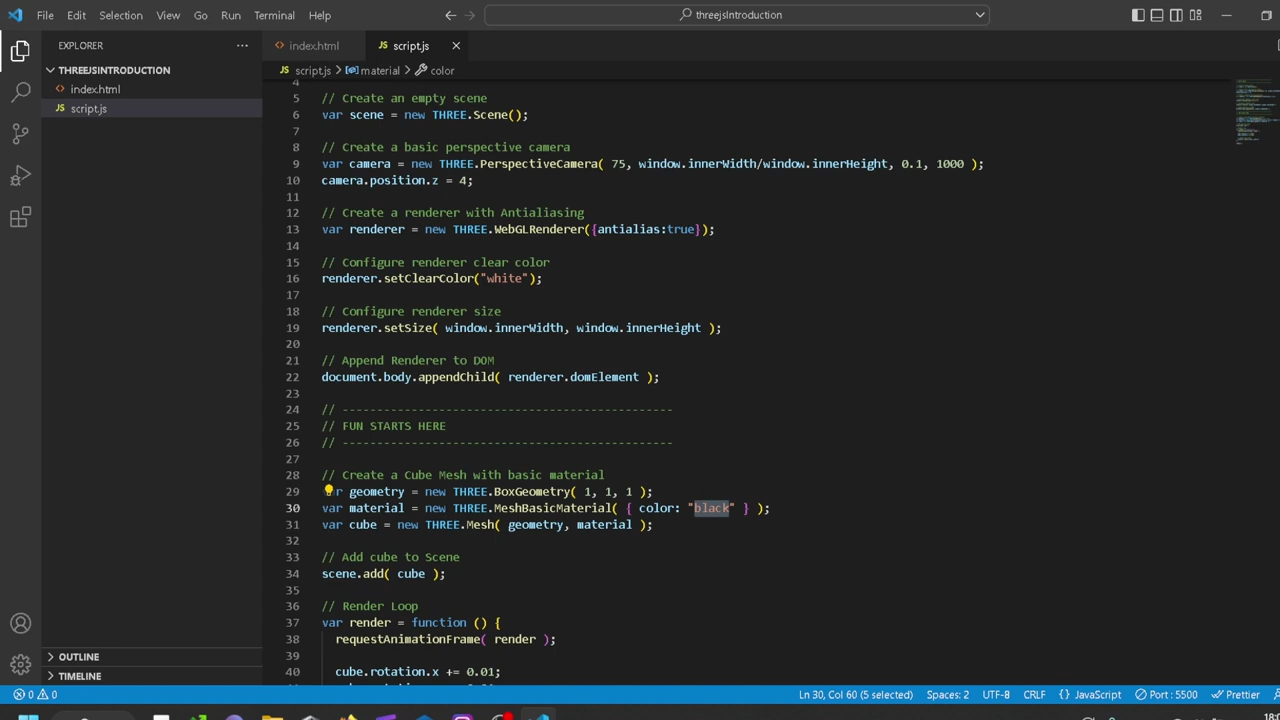 File Edit Selection View Go Run Terminal Help
threejsIntroduction
EXPLORER
THREEJSINTRODUCTION
index.html
script.js
OUTLINE
TIMELINE
index.html
script.js
script.js > material > color
4
5 // Create an empty scene
6 var scene = new THREE.Scene();
7
8 // Create a basic perspective camera
9 var camera = new THREE.PerspectiveCamera( 75, window.innerWidth/window.innerHeight, 0.1, 1000 );
10 camera.position.z = 4;
11
12 // Create a renderer with Antialiasing
13 var renderer = new THREE.WebGLRenderer({antialias:true});
14
15 // Configure renderer clear color
16 renderer.setClearColor("white");
17
18 // Configure renderer size
19 renderer.setSize( window.innerWidth, window.innerHeight );
20
21 // Append Renderer to DOM
22 document.body.appendChild( renderer.domElement );
23
24 // ------------------------------------------------
25 // FUN STARTS HERE
26 // ------------------------------------------------
27
28 // Create a Cube Mesh with basic material
29 r geometry = new THREE.BoxGeometry( 1, 1, 1 );
30 var material = new THREE.MeshBasicMaterial( { color: "black" } );
31 var cube = new THREE.Mesh( geometry, material );
32
33 // Add cube to Scene
34 scene.add( cube );
35
36 // Render Loop
37 var render = function () {
38 requestAnimationFrame( render );
39
40 cube.rotation.x += 0.01;
0 0 Ln 30, Col 60 (5 selected) Spaces: 2 UTF-8 CRLF {} JavaScript Port : 5500 Prettier